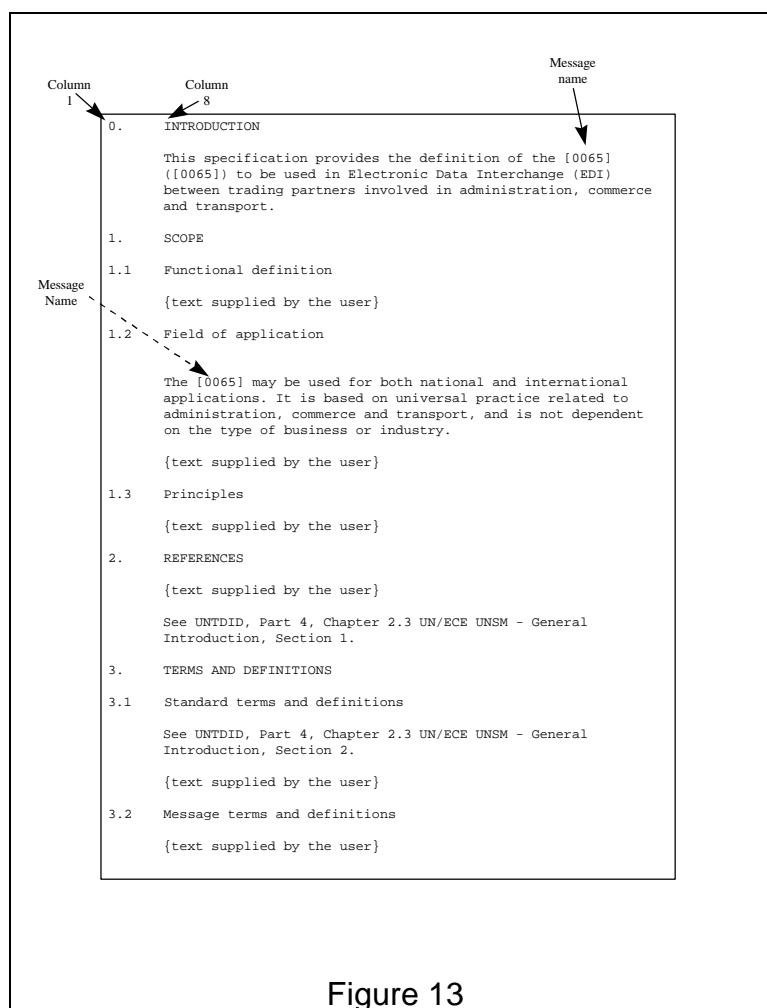 Message
name
Column
1
Column
8
0. INTRODUCTION
This specification provides the definition of the [0065]
([0065]) to be used in Electronic Data Interchange (EDI)
between trading partners involved in administration, commerce
and transport.
1. SCOPE
1.1 Functional definition
Message
Name
{text supplied by the user}
1.2 Field of application
The [0065] may be used for both national and international
applications. It is based on universal practice related to
administration, commerce and transport, and is not dependent
on the type of business or industry.
{text supplied by the user}
1.3 Principles
{text supplied by the user}
2. REFERENCES
{text supplied by the user}
See UNTDID, Part 4, Chapter 2.3 UN/ECE UNSM - General
Introduction, Section 1.
3. TERMS AND DEFINITIONS
3.1 Standard terms and definitions
See UNTDID, Part 4, Chapter 2.3 UN/ECE UNSM - General
Introduction, Section 2.
{text supplied by the user}
3.2 Message terms and definitions
{text supplied by the user}
Figure 13